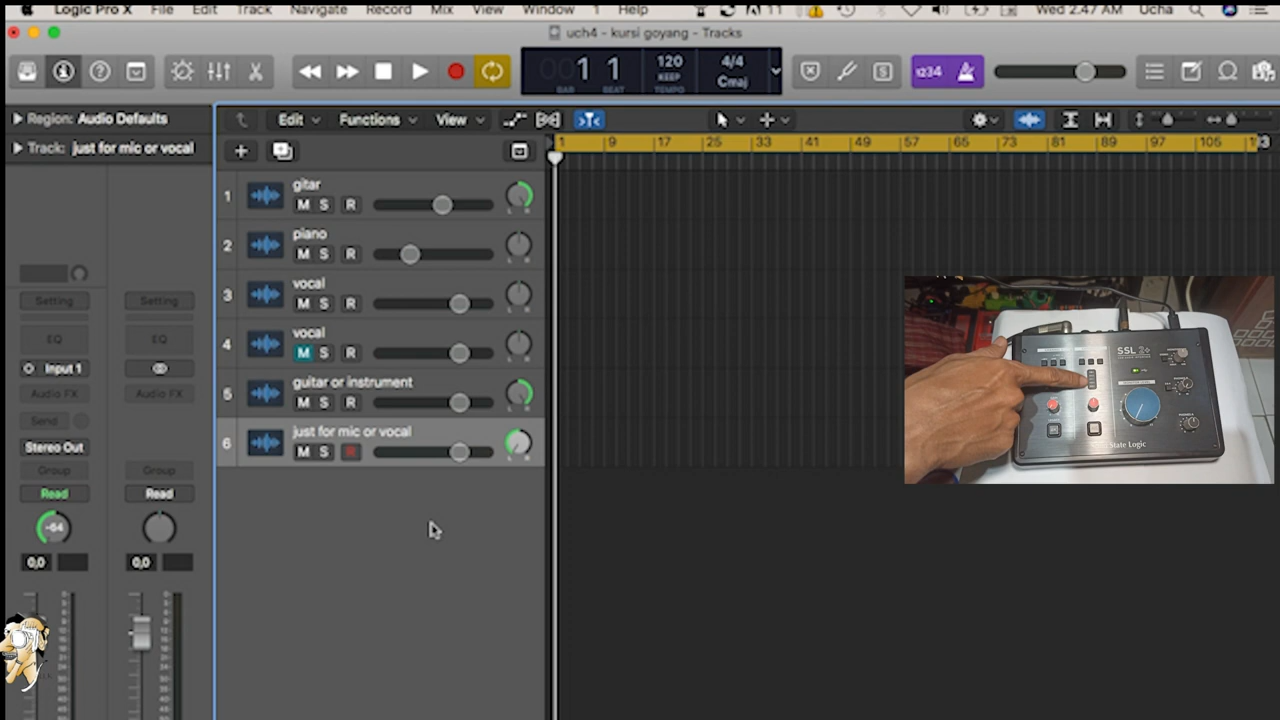 Logic Pro X File Edit Track Navigate Record Mix View Window 1 Help 11 Wed 2.47 AM Ucha
uch4 - kursi goyang - Tracks
1 1 120 4/4
KEEP Cmaj
BAR BEAT TEMPO
1234
S
Region: Audio Defaults
Edit Functions View
Track: just for mic or vocal
1 9 17 25 33 41 49 57 65 73 81 89 97 105
1 gitar
M S R
2 piano
M S R
3 vocal
M S R
4 vocal
M S R
5 guitar or instrument
M S R
6 just for mic or vocal
M S R
Setting Setting
EQ EQ
Input 1
Audio FX Audio FX
Send
Stereo Out
Group Group
Read Read
-64
0,0 0,0
SSL 2+
State Logic